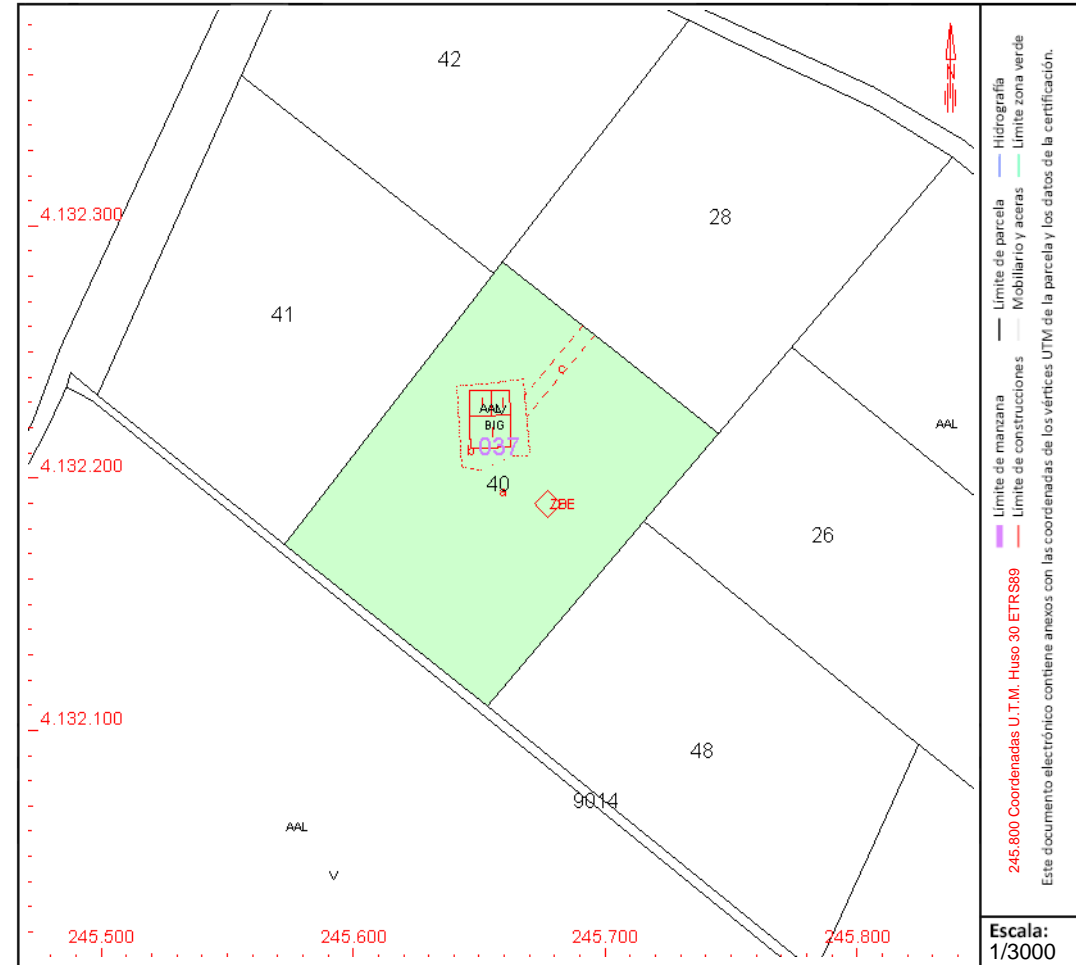 42
N
4.132.300
28
41
c
AAL
AAL
BJG
b
037
4.132.200
40
a
ZBE
26
4.132.100
48
9014
AAL
V
245.500
245.600
245.700
245.800
245.800 Coordenadas U.T.M. Huso 30 ETRS89
Límite de manzana
Límite de parcela
Hidrografía
Límite de construcciones
Mobiliario y aceras
Límite zona verde
Este documento electrónico contiene anexos con las coordenadas de los vértices UTM de la parcela y los datos de la certificación.
Escala:
1/3000